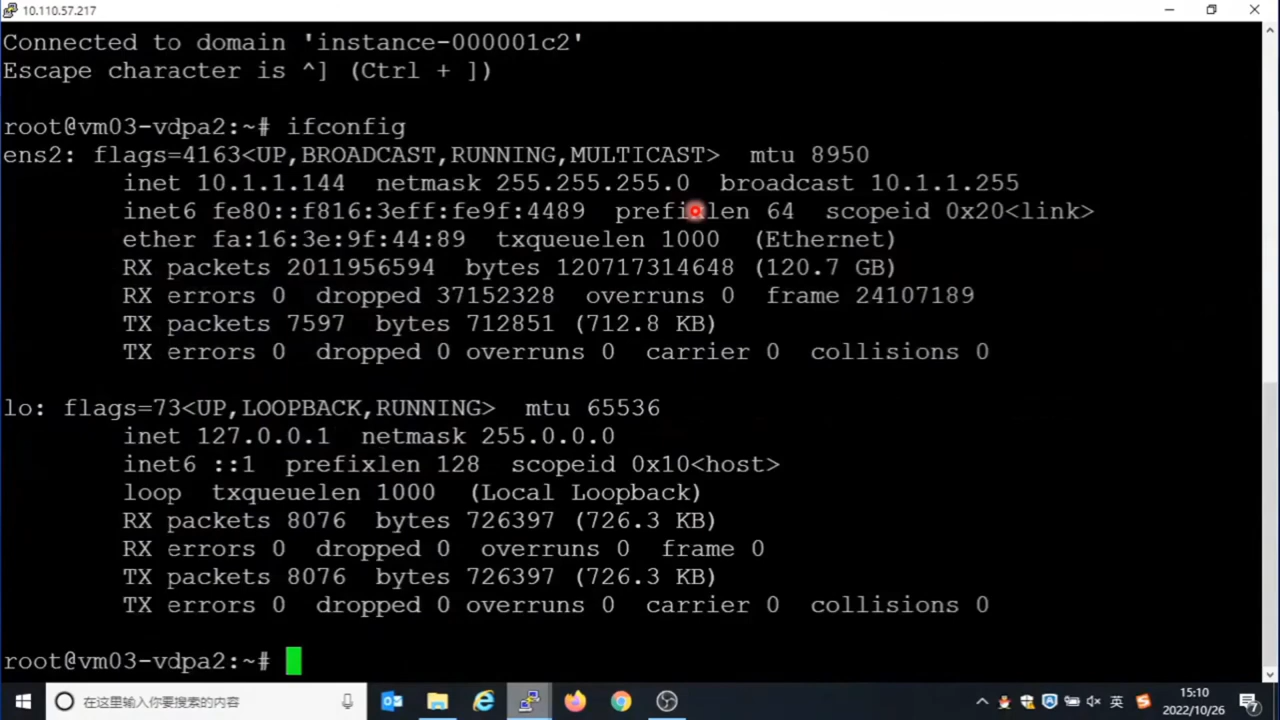 10.110.57.217
Connected to domain 'instance-000001c2'
Escape character is ^] (Ctrl + ])
root@vm03-vdpa2:~# ifconfig
ens2: flags=4163<UP,BROADCAST,RUNNING,MULTICAST>  mtu 8950
inet 10.1.1.144  netmask 255.255.255.0  broadcast 10.1.1.255
inet6 fe80::f816:3eff:fe9f:4489  prefixlen 64  scopeid 0x20<link>
ether fa:16:3e:9f:44:89  txqueuelen 1000  (Ethernet)
RX packets 2011956594  bytes 120717314648 (120.7 GB)
RX errors 0  dropped 37152328  overruns 0  frame 24107189
TX packets 7597  bytes 712851 (712.8 KB)
TX errors 0  dropped 0 overruns 0  carrier 0  collisions 0
lo: flags=73<UP,LOOPBACK,RUNNING>  mtu 65536
inet 127.0.0.1  netmask 255.0.0.0
inet6 ::1  prefixlen 128  scopeid 0x10<host>
loop  txqueuelen 1000  (Local Loopback)
RX packets 8076  bytes 726397 (726.3 KB)
RX errors 0  dropped 0  overruns 0  frame 0
TX packets 8076  bytes 726397 (726.3 KB)
TX errors 0  dropped 0 overruns 0  carrier 0  collisions 0
root@vm03-vdpa2:~#
在这里输入你要搜索的内容
英
15:10
2022/10/26
7